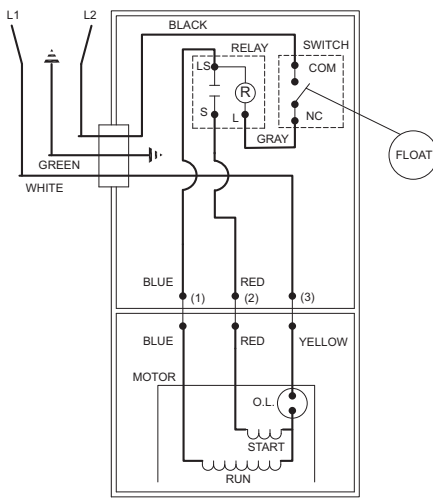 L1
L2
BLACK
RELAY
SWITCH
LS
COM
R
S
L
NC
GRAY
FLOAT
GREEN
WHITE
BLUE
RED
(1)
(2)
(3)
BLUE
RED
YELLOW
MOTOR
O.L.
START
RUN